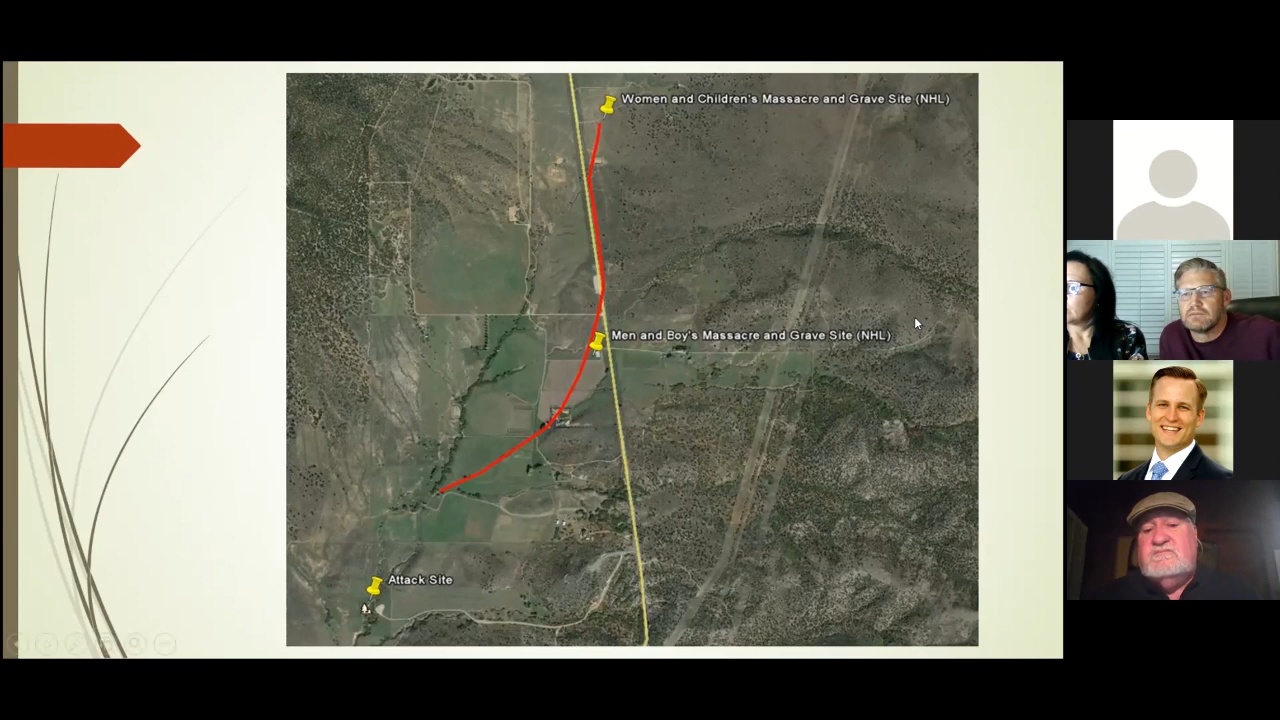 Women and Children's Massacre and Grave Site (NHL)
Men and Boy's Massacre and Grave Site (NHL)
Attack Site